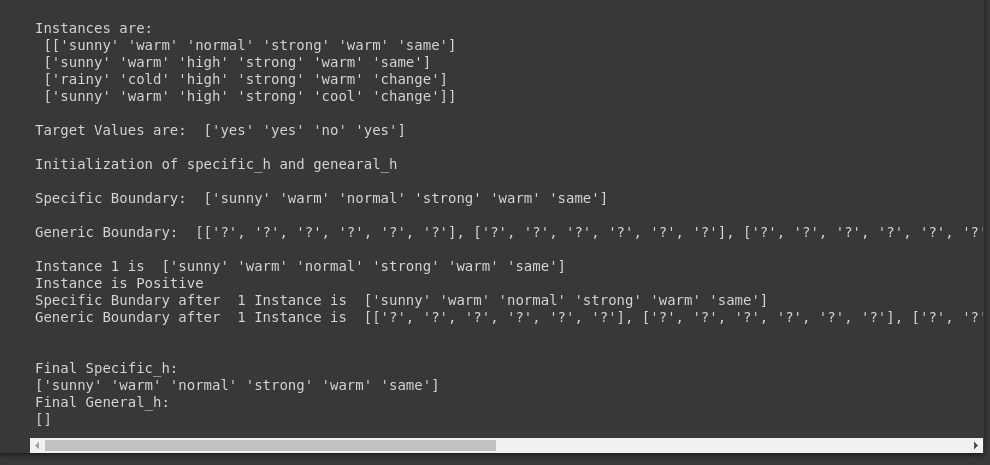 Instances are:
[['sunny' 'warm' 'normal' 'strong' 'warm' 'same']
['sunny' 'warm' 'high' 'strong' 'warm' 'same']
['rainy' 'cold' 'high' 'strong' 'warm' 'change']
['sunny' 'warm' 'high' 'strong' 'cool' 'change']]
Target Values are:  ['yes' 'yes' 'no' 'yes']
Initialization of specific_h and genearal_h
Specific Boundary:  ['sunny' 'warm' 'normal' 'strong' 'warm' 'same']
Generic Boundary:  [['?', '?', '?', '?', '?', '?'], ['?', '?', '?', '?', '?', '?'], ['?', '?', '?', '?', '?', '?'
Instance 1 is  ['sunny' 'warm' 'normal' 'strong' 'warm' 'same']
Instance is Positive
Specific Bundary after  1 Instance is  ['sunny' 'warm' 'normal' 'strong' 'warm' 'same']
Generic Boundary after  1 Instance is  [['?', '?', '?', '?', '?', '?'], ['?', '?', '?', '?', '?', '?'], ['?', '?'
Final Specific_h:
['sunny' 'warm' 'normal' 'strong' 'warm' 'same']
Final General_h:
[]